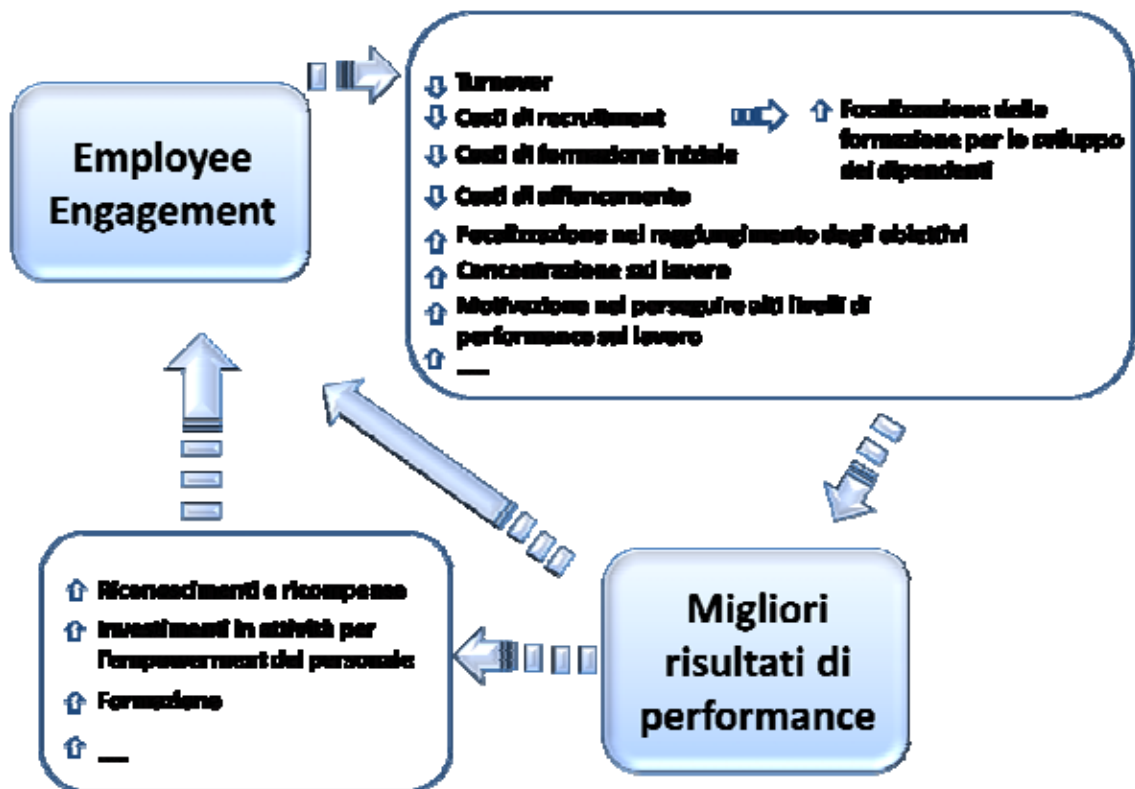 Employee
Engagement
Turnover
Costi di recruitment
Costi di formazione iniziale
Costi di affiancamento
Focalizzazione della
formazione per lo sviluppo
dei dipendenti
Focalizzazione nel raggiungimento degli obiettivi
Concentrazione sul lavoro
Motivazione nel perseguire alti livelli di
performance sul lavoro
Migliori
risultati di
performance
Riconoscimenti e ricompense
Investimenti in attività per
l'empowerment del personale
Formazione